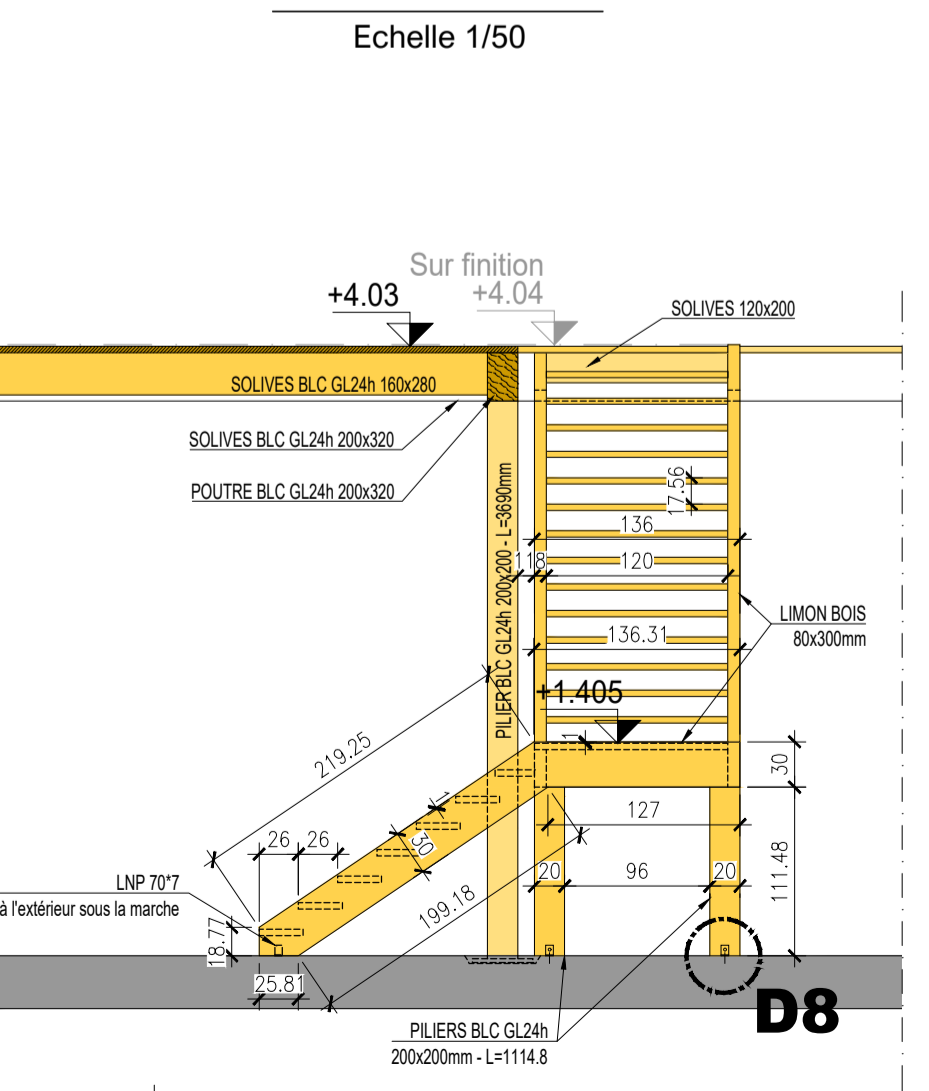 Echelle 1/50
Sur finition
+4.03
+4.04
SOLIVES 120x200
SOLIVES BLC GL24h 160x280
SOLIVES BLC GL24h 200x320
POUTRE BLC GL24h 200x320
PILIER BLC GL24h 200x200 - L=3690mm
17.56
136
118
120
LIMON BOIS
80x300mm
136.31
+1.405
1
219.25
30
127
1
26
26
30
111.48
LNP 70*7
à l'extérieur sous la marche
20
96
20
199.18
18.77
25.81
D8
PILIERS BLC GL24h
200x200mm - L=1114.8